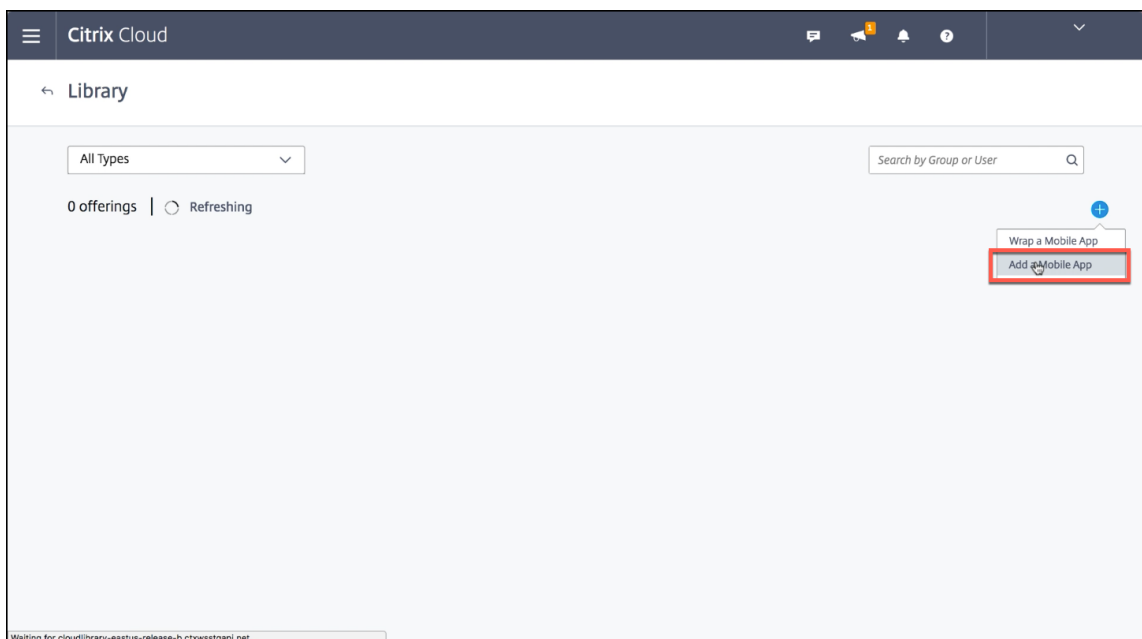 Citrix Cloud
1
?
Library
All Types
Search by Group or User
0 offerings
Refreshing
Wrap a Mobile App
Add a Mobile App
Waiting for cloudlibrary-eastus-release-b.ctxwsstgapi.net